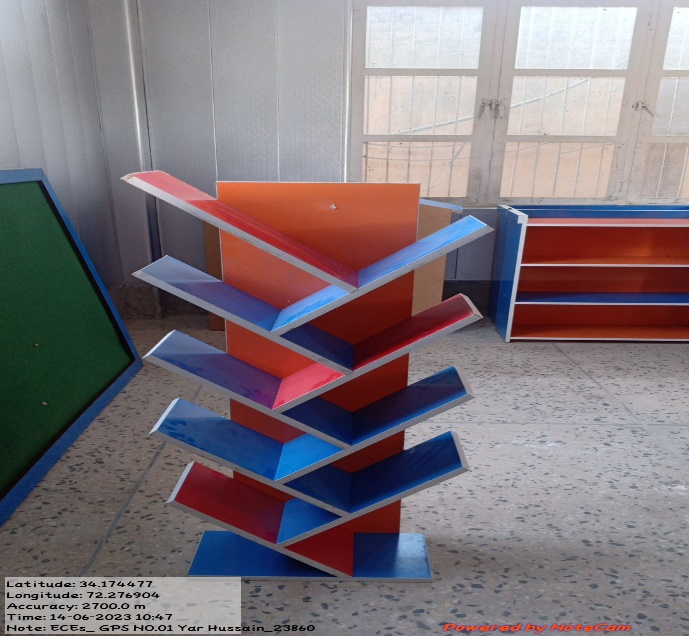 Latitude: 34.174477
Longitude: 72.276904
Accuracy: 2700.0 m
Time: 14-06-2023 10:47
Note: ECEs_ GPS NO.01 Yar Hussain_23860
Powered by NoteCam